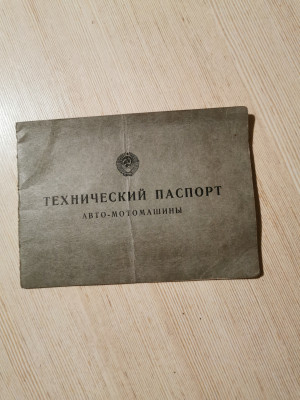 ТЕХНИЧЕСКИЙ ПАСПОРТ
АВТО-МОТОМАШИНЫ